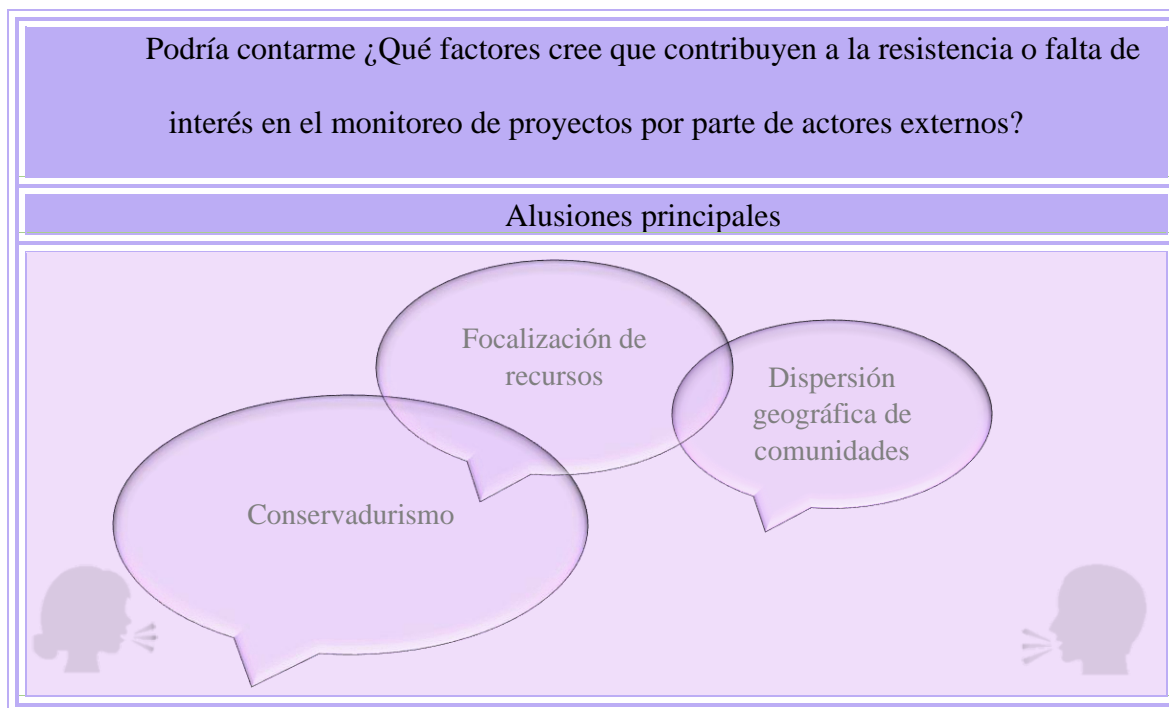 Podría contarme ¿Qué factores cree que contribuyen a la resistencia o falta de
interés en el monitoreo de proyectos por parte de actores externos?
Alusiones principales
Focalización de
recursos
Dispersión
geográfica de
comunidades
Conservadurismo